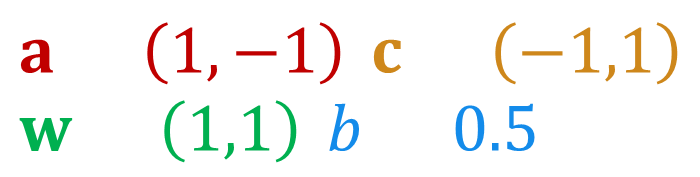 a (1, −1) c (−1,1)
w (1,1) b 0.5